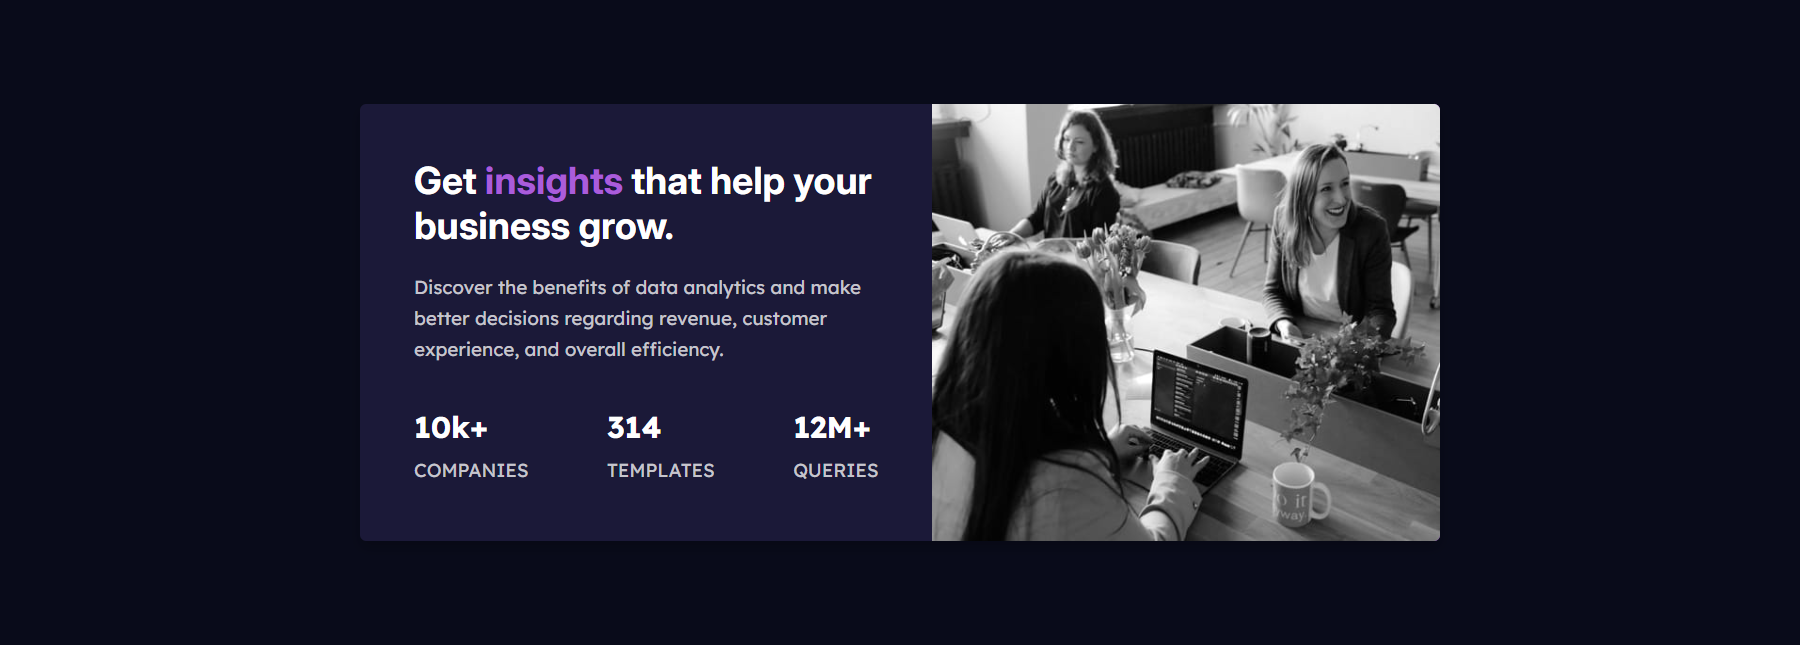 Get insights that help your
business grow.
Discover the benefits of data analytics and make
better decisions regarding revenue, customer
experience, and overall efficiency.
10k+ 314 12M+
COMPANIES TEMPLATES QUERIES